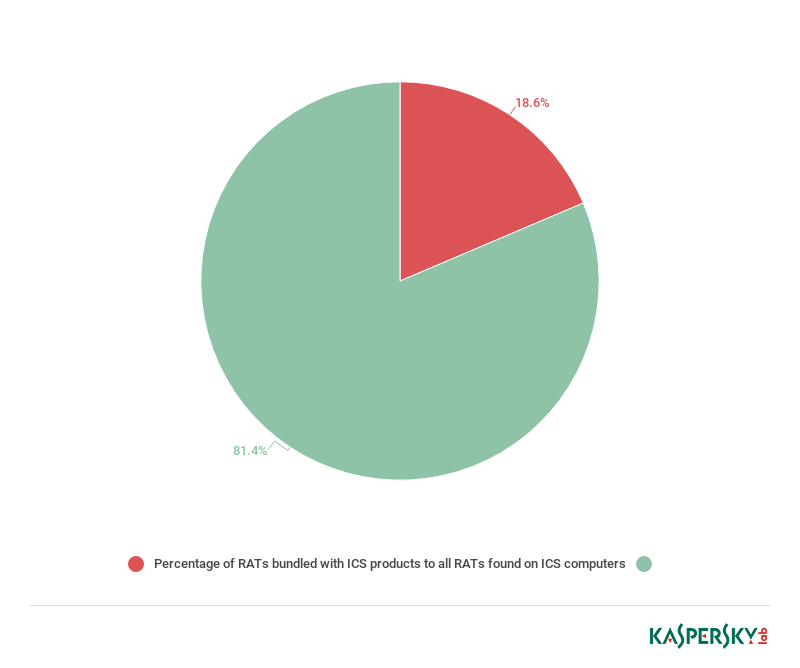 18.6%
81.4%
Percentage of RATs bundled with ICS products to all RATs found on ICS computers
KASPERSKY lab